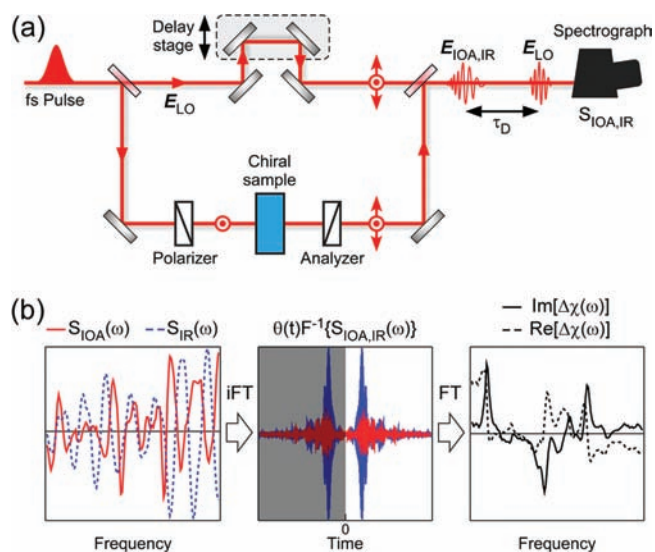 (a)
Delay
stage
fs Pulse
E_LO
E_IOA,IR
E_LO
τ_D
Spectrograph
S_IOA,IR
Chiral
sample
Polarizer
Analyzer
(b)
S_IOA(ω) S_IR(ω)
θ(t)F⁻¹{S_IOA,IR(ω)}
Im[Δχ(ω)]
Re[Δχ(ω)]
iFT
FT
0
Frequency
Time
Frequency